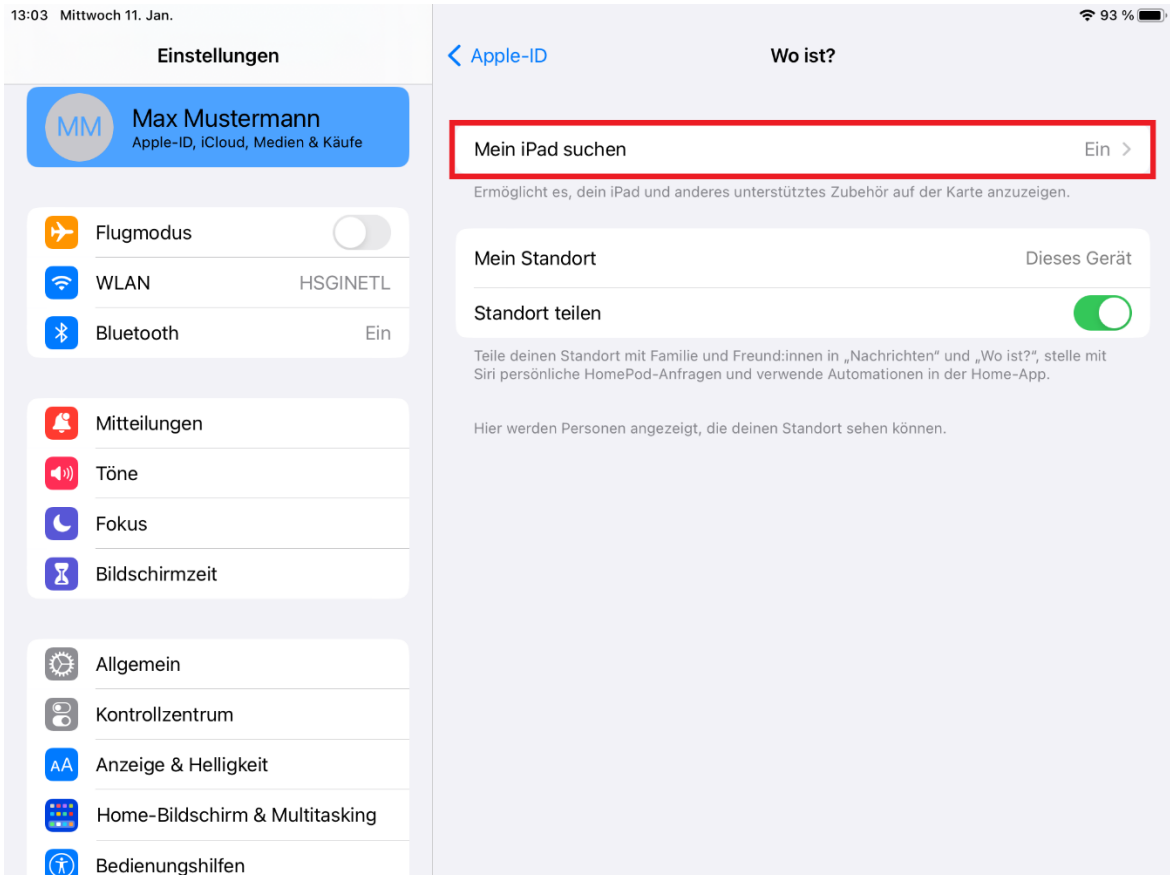 13:03 Mittwoch 11. Jan.
93 %
Einstellungen
MM
Max Mustermann
Apple-ID, iCloud, Medien & Käufe
Flugmodus
WLAN HSGINETL
Bluetooth Ein
Mitteilungen
Töne
Fokus
Bildschirmzeit
Allgemein
Kontrollzentrum
AA
Anzeige & Helligkeit
Home-Bildschirm & Multitasking
Bedienungshilfen
Apple-ID
Wo ist?
Mein iPad suchen Ein
Ermöglicht es, dein iPad und anderes unterstütztes Zubehör auf der Karte anzuzeigen.
Mein Standort Dieses Gerät
Standort teilen
Teile deinen Standort mit Familie und Freund:innen in „Nachrichten“ und „Wo ist?“, stelle mit
Siri persönliche HomePod-Anfragen und verwende Automationen in der Home-App.
Hier werden Personen angezeigt, die deinen Standort sehen können.